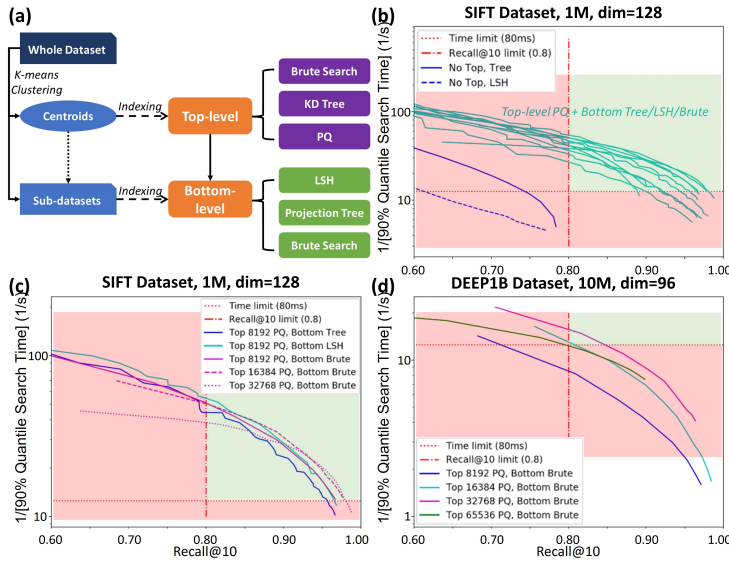 (a)
Whole Dataset
K-means
Clustering
Centroids
Indexing
Top-level
Brute Search
KD Tree
PQ
Sub-datasets
Indexing
Bottom-
level
LSH
Projection Tree
Brute Search
(b)
SIFT Dataset, 1M, dim=128
1/[90% Quantile Search Time] (1/s)
Time limit (80ms)
Recall@10 limit (0.8)
No Top, Tree
No Top, LSH
Top-level PQ + Bottom Tree/LSH/Brute
100
10
0.60
0.70
0.80
0.90
1.00
(c)
SIFT Dataset, 1M, dim=128
1/[90% Quantile Search Time] (1/s)
Time limit (80ms)
Recall@10 limit (0.8)
Top 8192 PQ, Bottom Tree
Top 8192 PQ, Bottom LSH
Top 8192 PQ, Bottom Brute
Top 16384 PQ, Bottom Brute
Top 32768 PQ, Bottom Brute
100
10
0.60
0.70
0.80
0.90
1.00
Recall@10
(d)
DEEP1B Dataset, 10M, dim=96
1/[90% Quantile Search Time] (1/s)
10
1
Time limit (80ms)
Recall@10 limit (0.8)
Top 8192 PQ, Bottom Brute
Top 16384 PQ, Bottom Brute
Top 32768 PQ, Bottom Brute
Top 65536 PQ, Bottom Brute
0.60
0.70
0.80
0.90
1.00
Recall@10